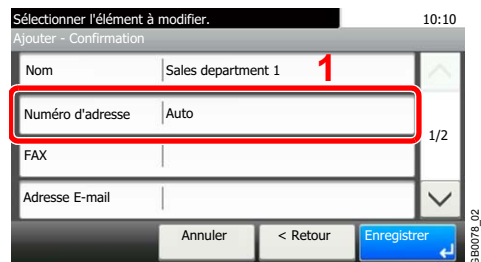 Sélectionner l'élément à modifier.
10:10
Ajouter - Confirmation
Nom
Sales department 1
1
Numéro d'adresse
Auto
1/2
FAX
Adresse E-mail
Annuler
< Retour
Enregistrer
GB0078_02